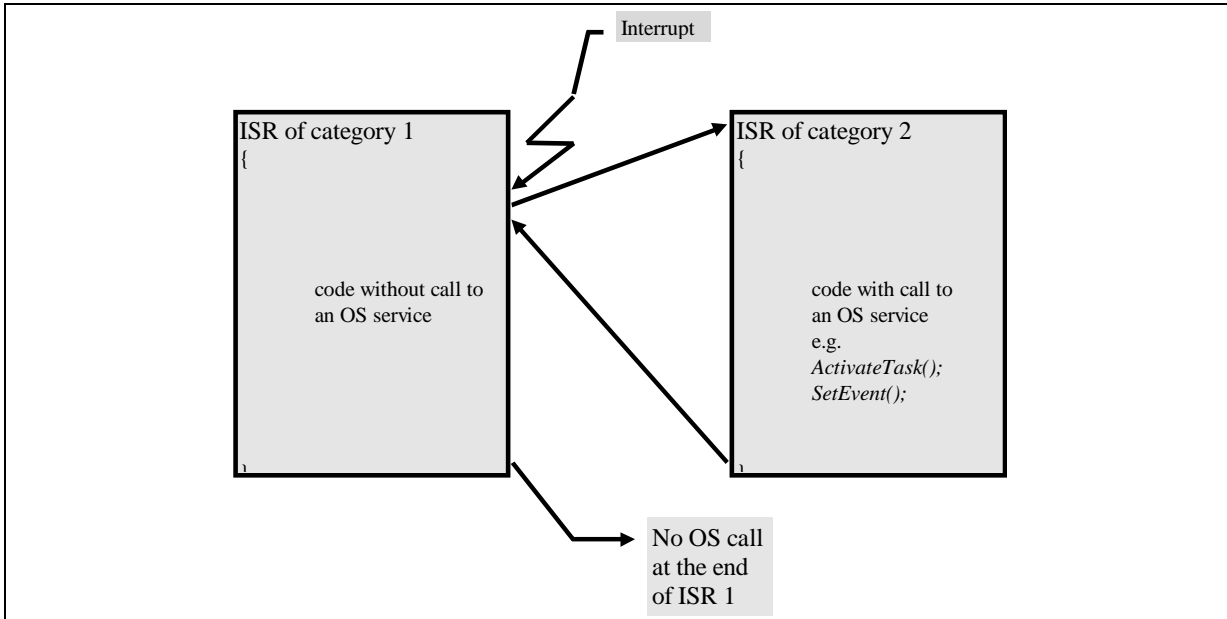 Interrupt
ISR of category 1
{
code without call to
an OS service
}
ISR of category 2
{
code with call to
an OS service
e.g.
ActivateTask();
SetEvent();
}
No OS call
at the end
of ISR 1